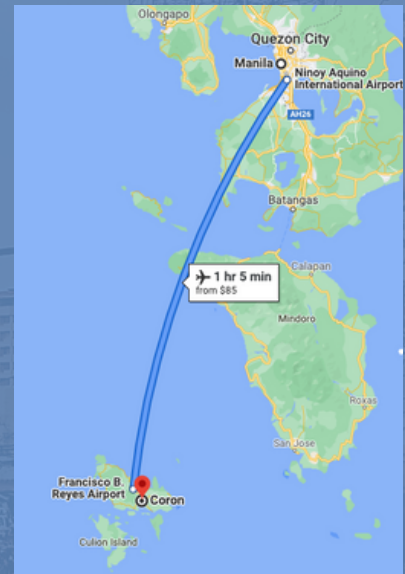 Olongapo
Quezon City
Manila
Ninoy Aquino
International Airport
AH26
Batangas
1 hr 5 min
from $85
Calapan
Mindoro
Roxas
San Jose
Francisco B.
Reyes Airport
Coron
Culion Island